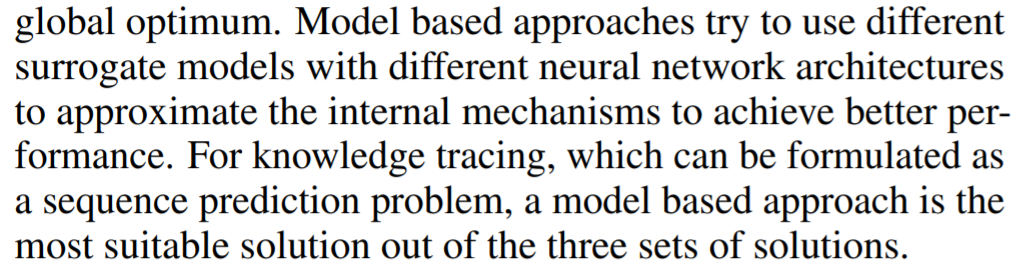 global optimum. Model based approaches try to use different
surrogate models with different neural network architectures
to approximate the internal mechanisms to achieve better per-
formance. For knowledge tracing, which can be formulated as
a sequence prediction problem, a model based approach is the
most suitable solution out of the three sets of solutions.